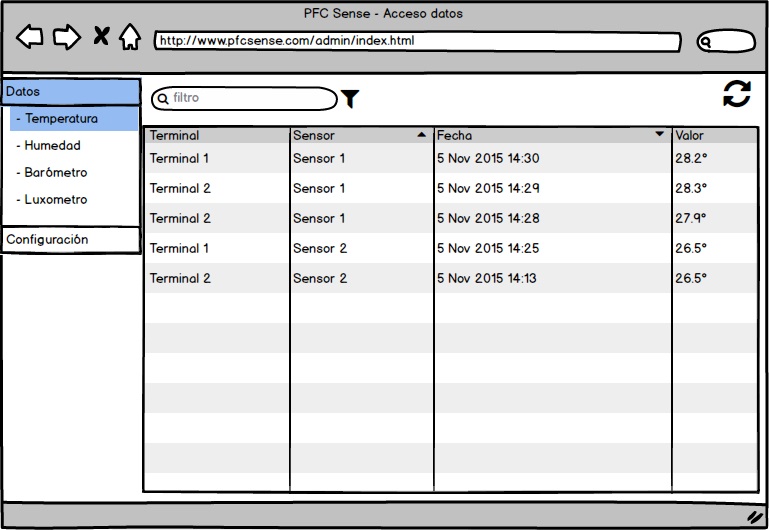 PFC Sense - Acceso datos
http://www.pfcsense.com/admin/index.html
Datos
- Temperatura
- Humedad
- Barómetro
- Luxometro
Configuración
filtro
Terminal Sensor Fecha Valor
Terminal 1 Sensor 1 5 Nov 2015 14:30 28.2°
Terminal 2 Sensor 1 5 Nov 2015 14:29 28.3°
Terminal 2 Sensor 1 5 Nov 2015 14:28 27.9°
Terminal 1 Sensor 2 5 Nov 2015 14:25 26.5°
Terminal 2 Sensor 2 5 Nov 2015 14:13 26.5°